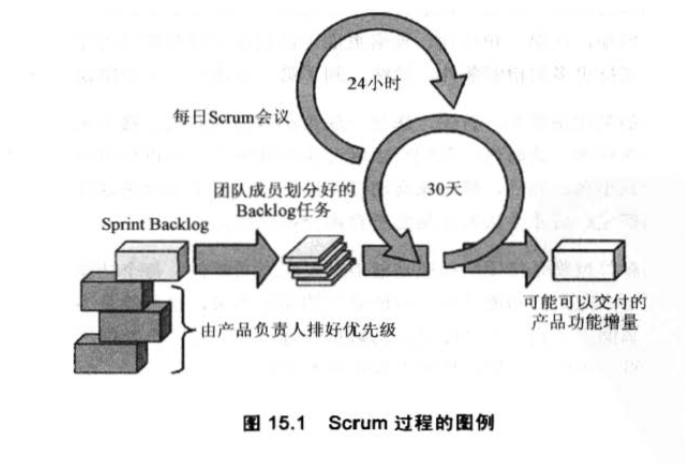 24小时
每日Scrum会议
30天
团队成员划分好的
Backlog任务
Sprint Backlog
由产品负责人排好优先级
可能可以交付的
产品功能增量
图 15.1 Scrum 过程的图例